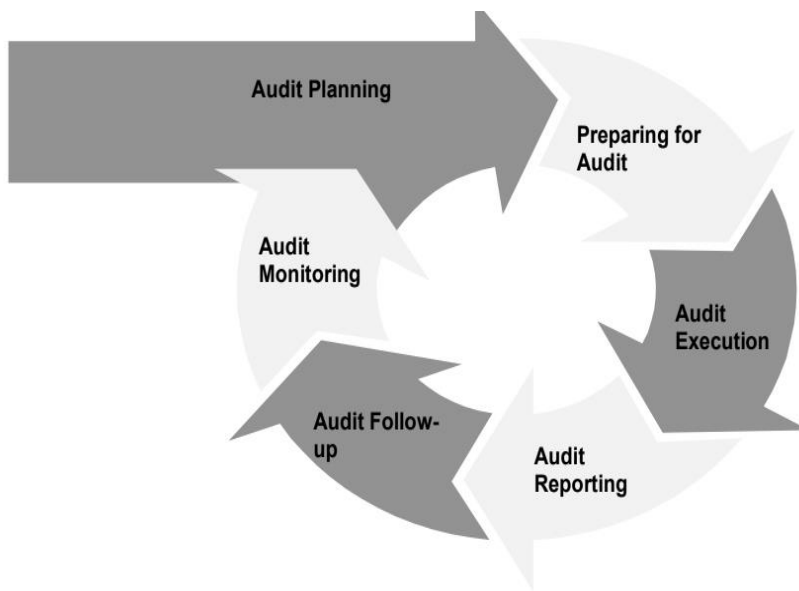 Audit Planning
Preparing for
Audit
Audit
Execution
Audit
Reporting
Audit Follow-
up
Audit
Monitoring